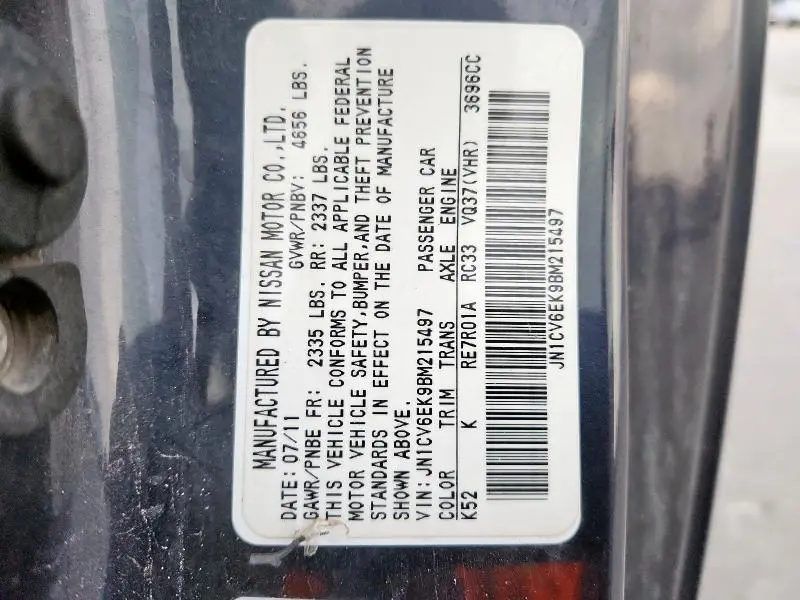 MANUFACTURED BY NISSAN MOTOR CO.,LTD.
DATE: 07/11 GVWR/PNBV: 4656 LBS.
GAWR/PNBE FR: 2335 LBS. RR: 2337 LBS.
THIS VEHICLE CONFORMS TO ALL APPLICABLE FEDERAL
MOTOR VEHICLE SAFETY,BUMPER,AND THEFT PREVENTION
STANDARDS IN EFFECT ON THE DATE OF MANUFACTURE
SHOWN ABOVE.
VIN:JN1CV6EK9BM215497 PASSENGER CAR
COLOR TRIM TRANS AXLE ENGINE
K52 K RE7R01A RC33 VQ37(VHR) 3696CC
JN1CV6EK9BM215497